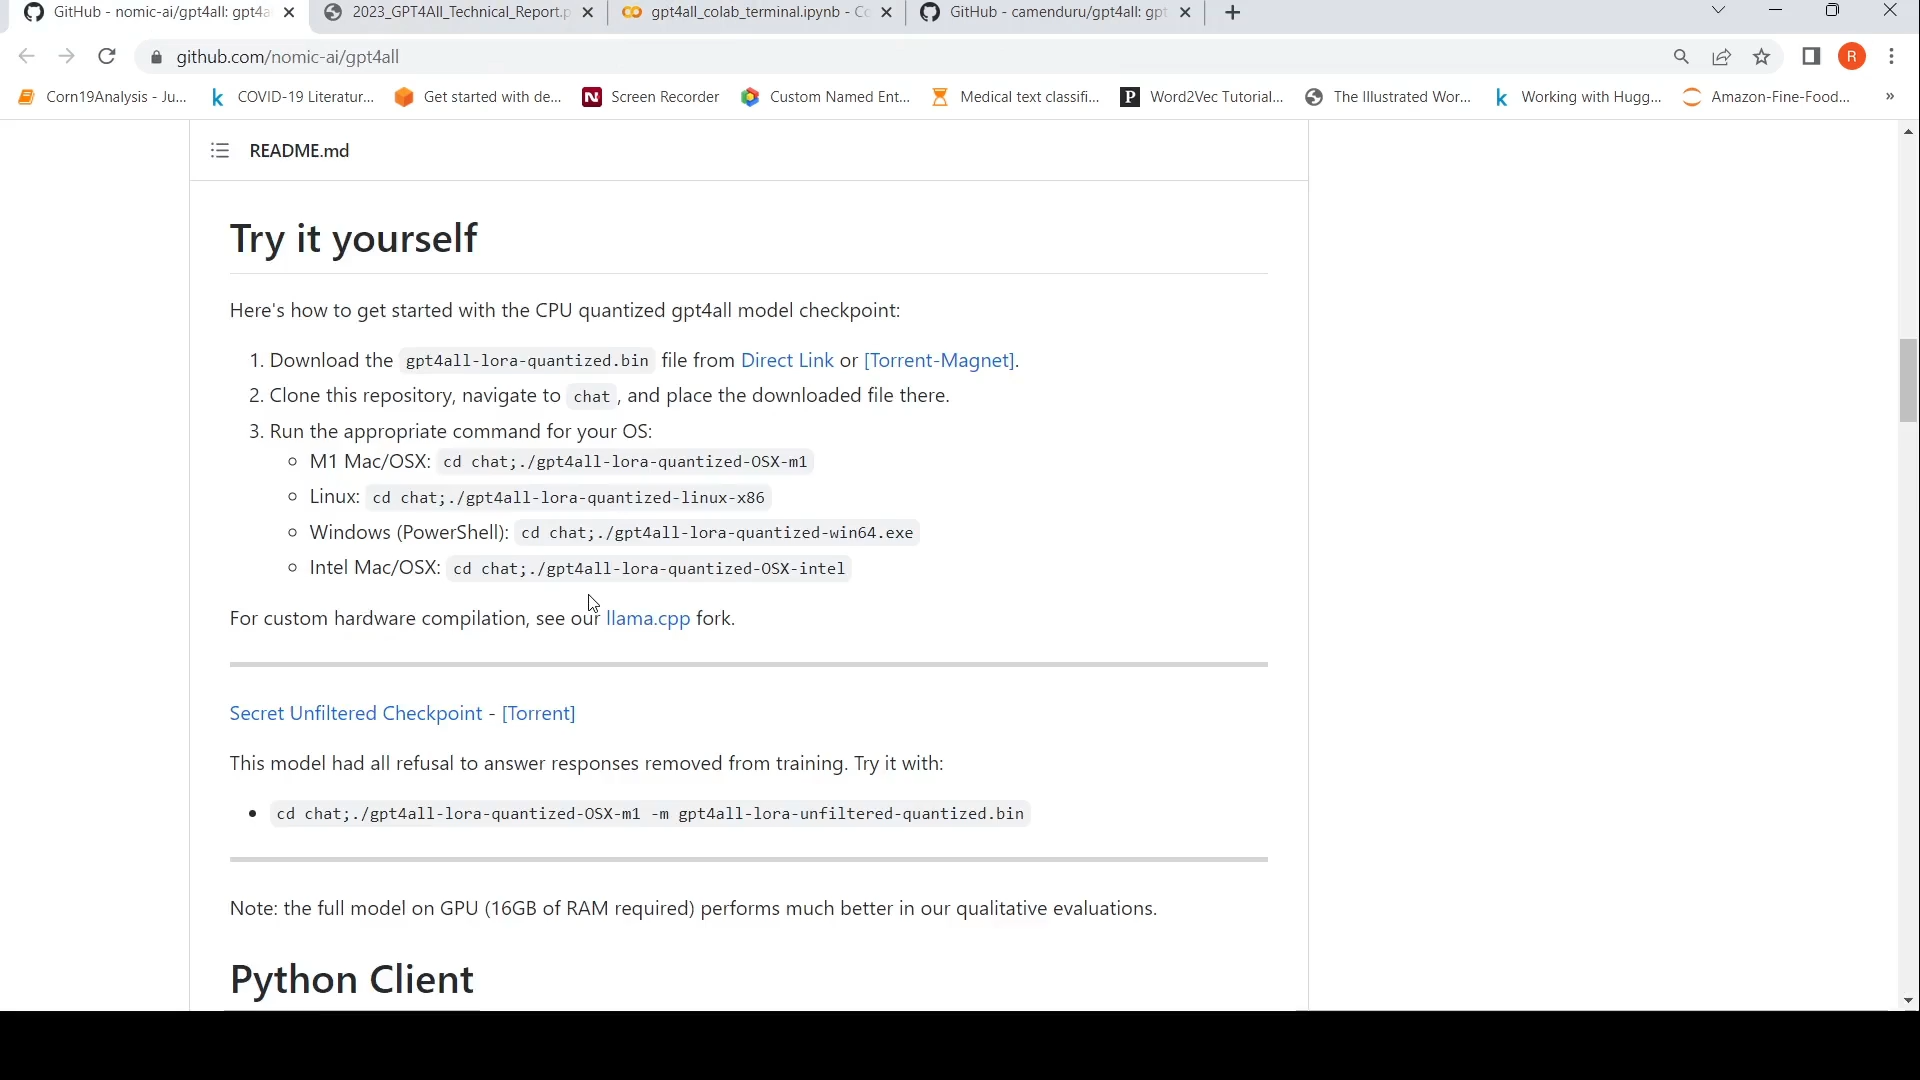 GitHub - nomic-ai/gpt4all: gpt4a
2023_GPT4All_Technical_Report.p
gpt4all_colab_terminal.ipynb - Co
GitHub - camenduru/gpt4all: gpt
github.com/nomic-ai/gpt4all
R
Corn19Analysis - Ju...
COVID-19 Literatur...
Get started with de...
Screen Recorder
Custom Named Ent...
Medical text classifi...
Word2Vec Tutorial...
The Illustrated Wor...
Working with Hugg...
Amazon-Fine-Food...
»
README.md
Try it yourself
Here's how to get started with the CPU quantized gpt4all model checkpoint:
1. Download the gpt4all-lora-quantized.bin file from Direct Link or [Torrent-Magnet].
2. Clone this repository, navigate to chat , and place the downloaded file there.
3. Run the appropriate command for your OS:
M1 Mac/OSX: cd chat;./gpt4all-lora-quantized-OSX-m1
Linux: cd chat;./gpt4all-lora-quantized-linux-x86
Windows (PowerShell): cd chat;./gpt4all-lora-quantized-win64.exe
Intel Mac/OSX: cd chat;./gpt4all-lora-quantized-OSX-intel
For custom hardware compilation, see our llama.cpp fork.
Secret Unfiltered Checkpoint - [Torrent]
This model had all refusal to answer responses removed from training. Try it with:
cd chat;./gpt4all-lora-quantized-OSX-m1 -m gpt4all-lora-unfiltered-quantized.bin
Note: the full model on GPU (16GB of RAM required) performs much better in our qualitative evaluations.
Python Client